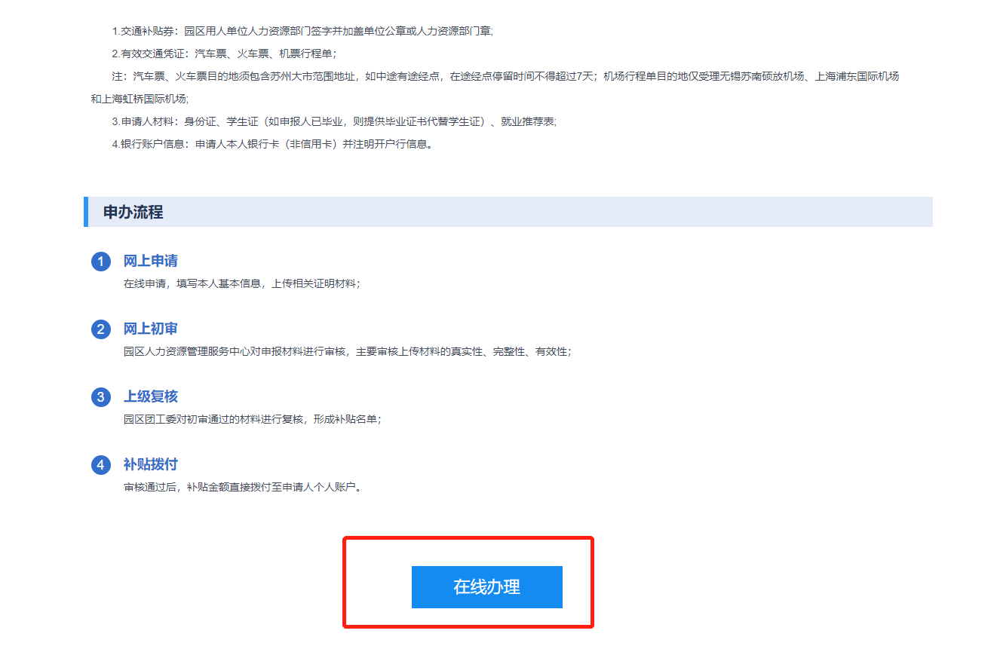 1.交通补贴券：园区用人单位人力资源部门签字并加盖单位公章或人力资源部门章;
2.有效交通凭证：汽车票、火车票、机票行程单；
注：汽车票、火车票目的地须包含苏州大市范围地址，如中途有途经点，在途经点停留时间不得超过7天；机场行程单目的地仅受理无锡苏南硕放机场、上海浦东国际机场
和上海虹桥国际机场;
3.申请人材料：身份证、学生证（如申报人已毕业，则提供毕业证书代替学生证）、就业推荐表;
4.银行账户信息：申请人本人银行卡（非信用卡）并注明开户行信息。
申办流程
1 网上申请
在线申请，填写本人基本信息，上传相关证明材料；
2 网上初审
园区人力资源管理服务中心对申报材料进行审核，主要审核上传材料的真实性、完整性、有效性；
3 上级复核
园区团工委对初审通过的材料进行复核，形成补贴名单；
4 补贴拨付
审核通过后，补贴金额直接拨付至申请人个人账户。
在线办理